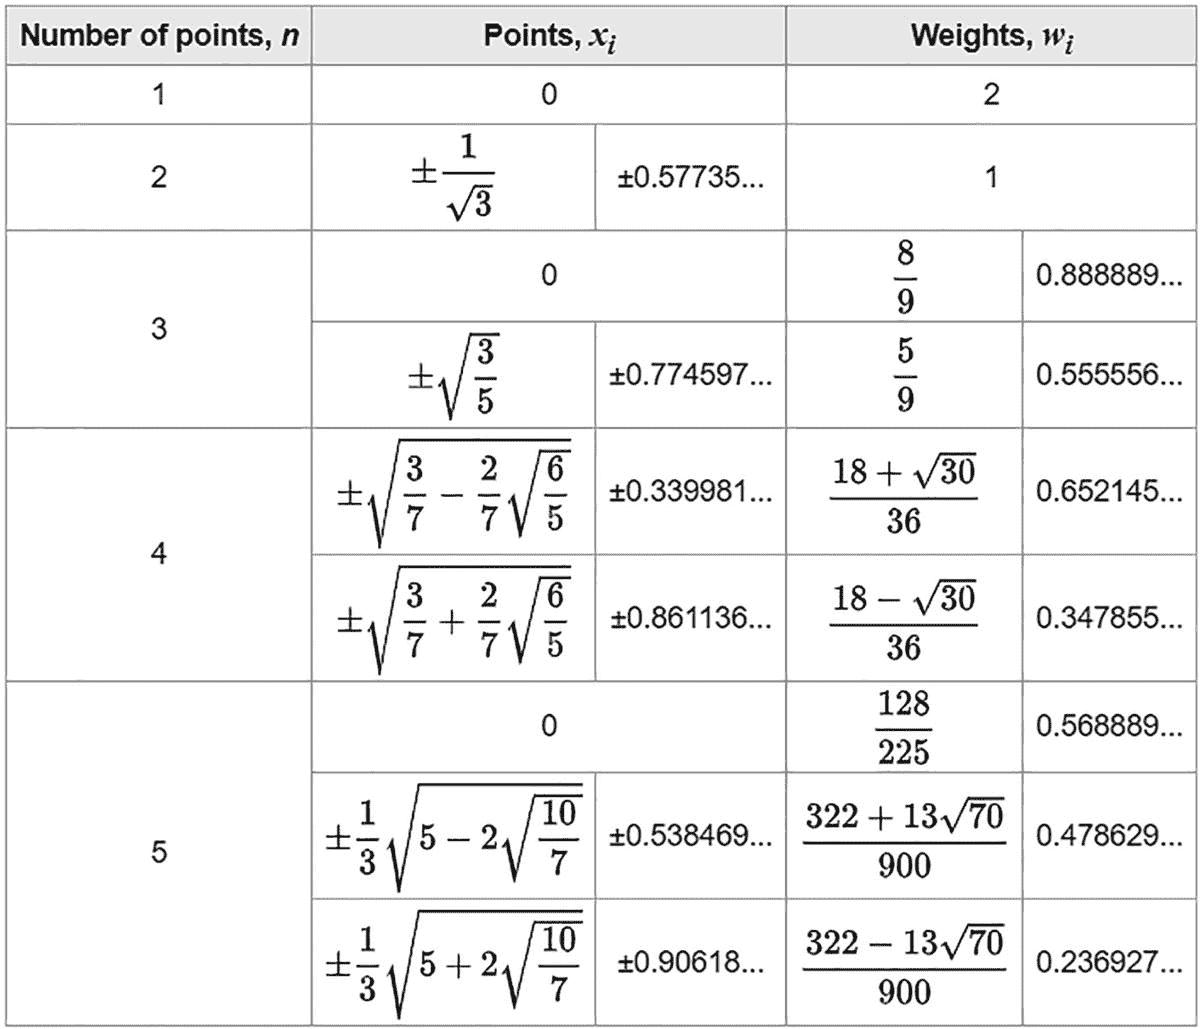 Number of points, n Points, xᵢ Weights, wᵢ
1 0 2
2 ±1/√3 ±0.57735... 1
3 0 8/9 0.888889...
±√(3/5) ±0.774597... 5/9 0.555556...
4 ±√(3/7 − 2/7√(6/5)) ±0.339981... (18 + √30)/36 0.652145...
±√(3/7 + 2/7√(6/5)) ±0.861136... (18 − √30)/36 0.347855...
5 0 128/225 0.568889...
±1/3√(5 − 2√(10/7)) ±0.538469... (322 + 13√70)/900 0.478629...
±1/3√(5 + 2√(10/7)) ±0.90618... (322 − 13√70)/900 0.236927...